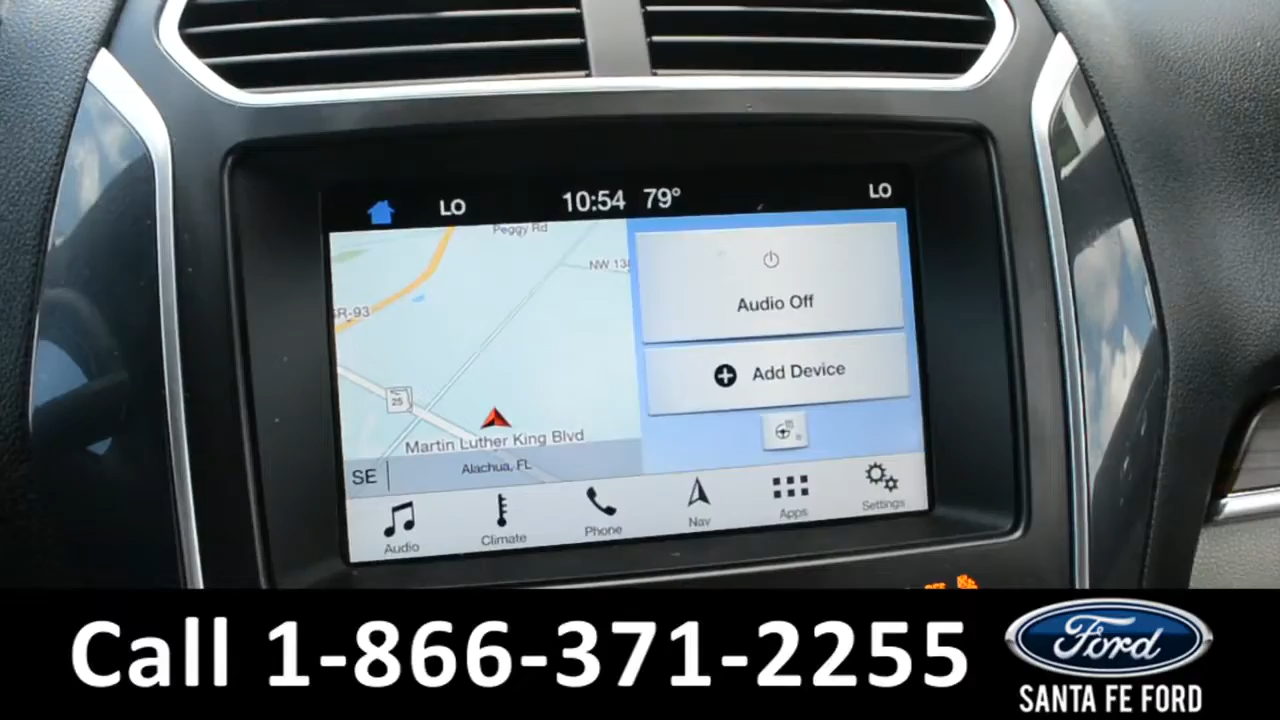 LO 10:54 79° LO
Peggy Rd
NW 13
SR-93
25
Martin Luther King Blvd
SE Alachua, FL
Audio Off
Add Device
Audio Climate Phone Nav Apps Settings
Call 1-866-371-2255
Ford
SANTA FE FORD